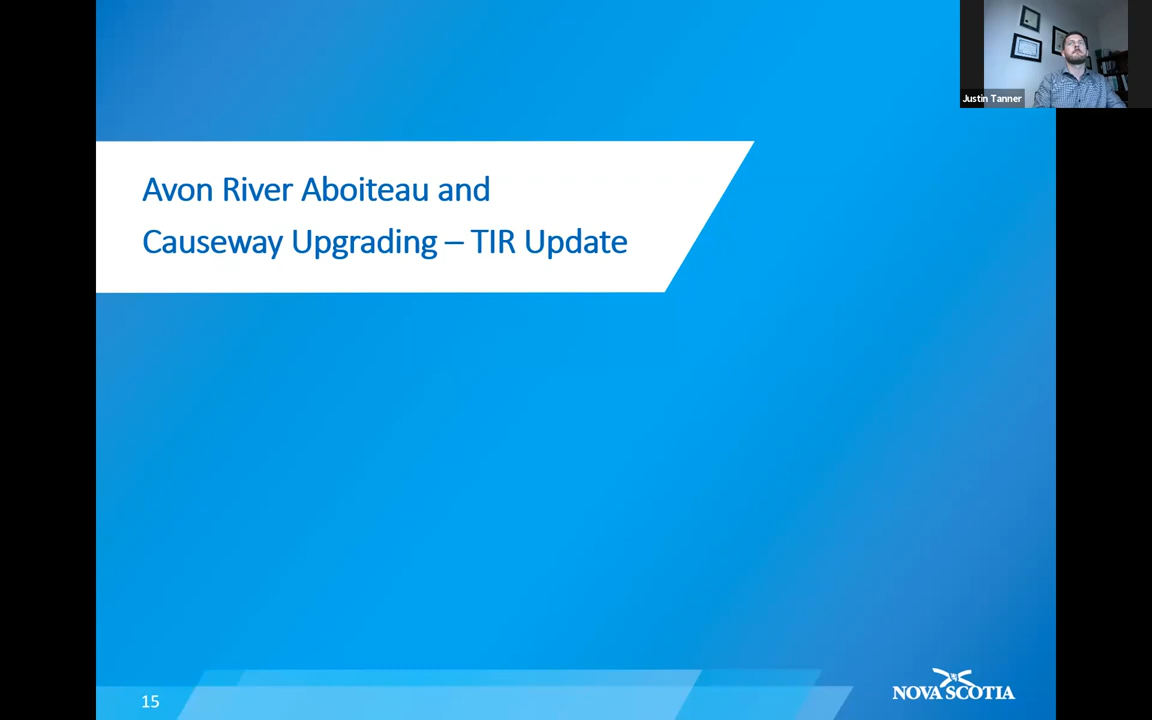 Justin Tanner
Avon River Aboiteau and
Causeway Upgrading – TIR Update
15
NOVA SCOTIA